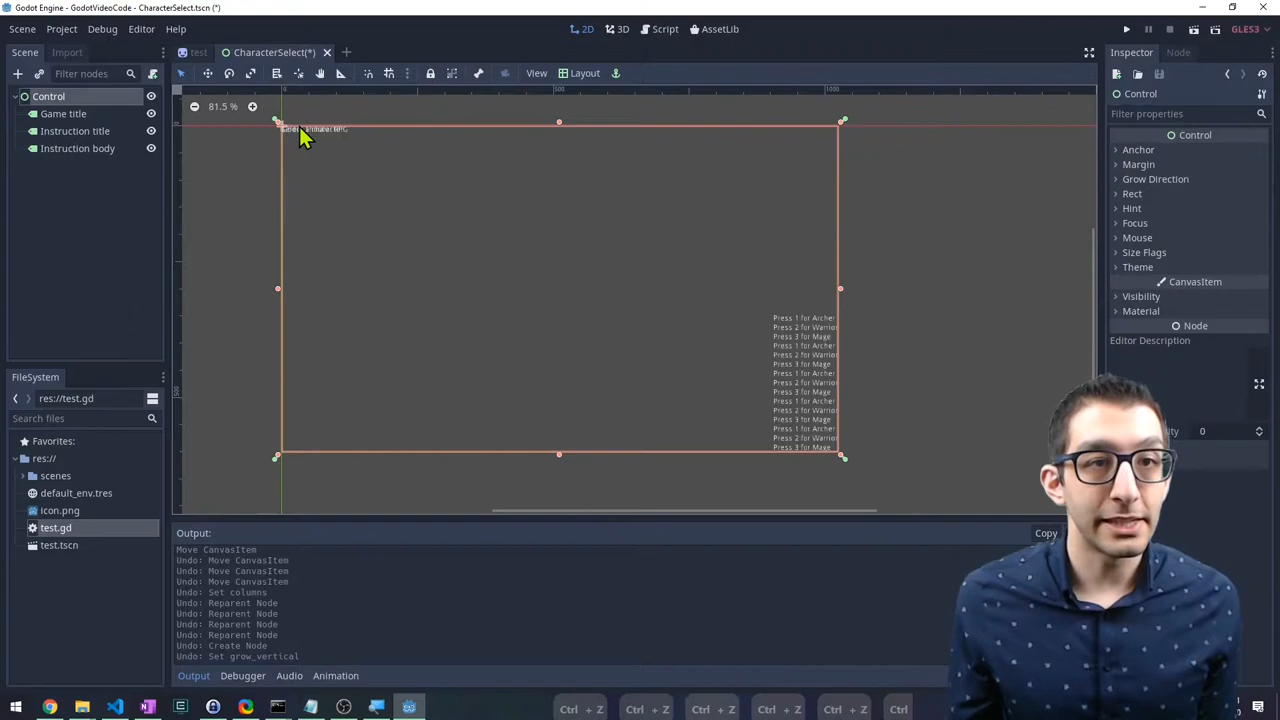 Godot Engine - GodotVideoCode - CharacterSelect.tscn (*)
Scene Project Debug Editor Help
2D 3D Script AssetLib
GLES3
Scene Import
test
CharacterSelect(*)
Inspector Node
Filter nodes
View Layout
Control
Game title
Instruction title
Instruction body
81.5 %
0
500
1000
0
500
Press 1 for Archer
Press 2 for Warrior
Press 3 for Mage
Press 1 for Archer
Press 2 for Warrior
Press 3 for Mage
Press 1 for Archer
Press 2 for Warrior
Press 3 for Mage
Press 1 for Archer
Press 2 for Warrior
Press 3 for Mage
Press 1 for Archer
Press 2 for Warrior
Press 3 for Mage
Control
Filter properties
Control
Anchor
Margin
Grow Direction
Rect
Hint
Focus
Mouse
Size Flags
Theme
CanvasItem
Visibility
Material
Node
Editor Description
0
FileSystem
res://test.gd
Search files
Favorites:
res://
scenes
default_env.tres
icon.png
test.gd
test.tscn
Output:
Copy
Move CanvasItem
Undo: Move CanvasItem
Undo: Move CanvasItem
Undo: Move CanvasItem
Undo: Set columns
Undo: Reparent Node
Undo: Reparent Node
Undo: Reparent Node
Undo: Reparent Node
Undo: Create Node
Undo: Set grow_vertical
Output Debugger Audio Animation
Ctrl + Z Ctrl + Z Ctrl + Z Ctrl + Z Ctrl + Z Ctrl